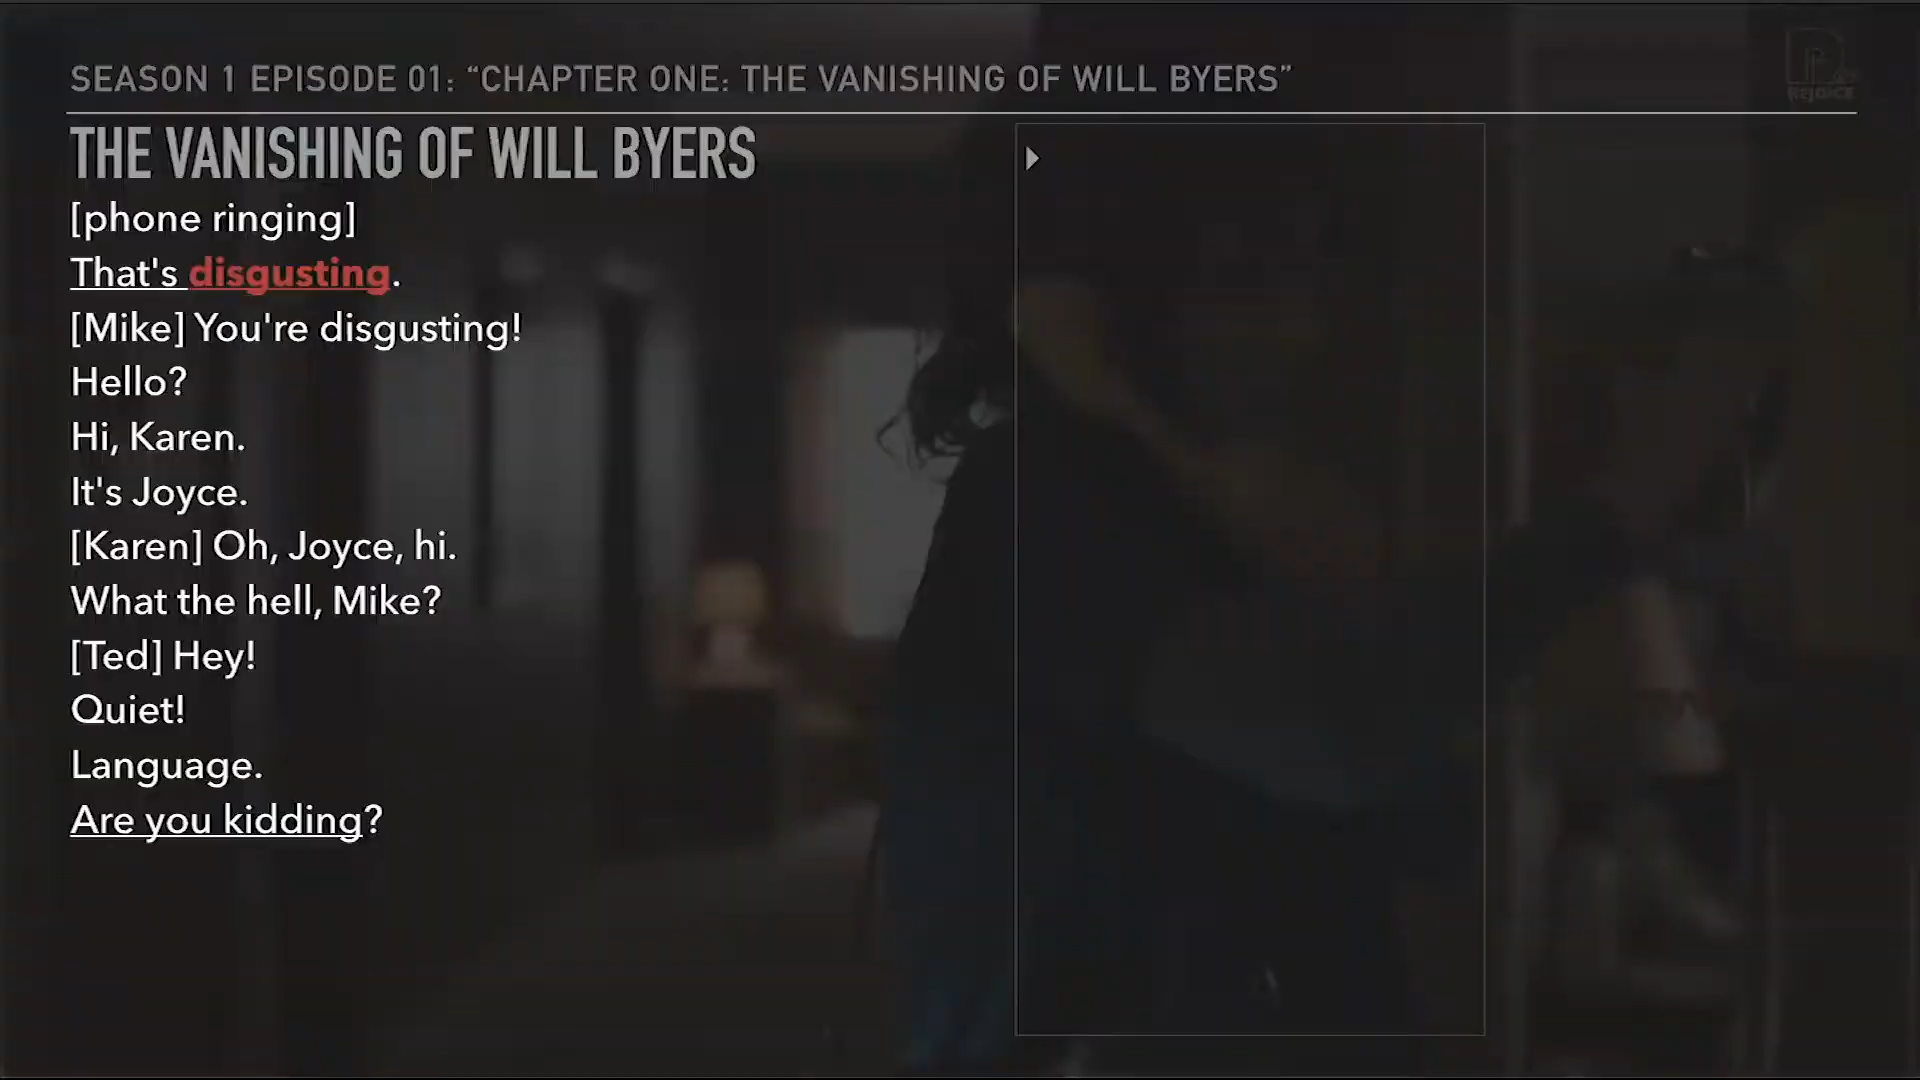 SEASON 1 EPISODE 01: “CHAPTER ONE: THE VANISHING OF WILL BYERS”
REJOICE
THE VANISHING OF WILL BYERS
[phone ringing]
That's disgusting.
[Mike] You're disgusting!
Hello?
Hi, Karen.
It's Joyce.
[Karen] Oh, Joyce, hi.
What the hell, Mike?
[Ted] Hey!
Quiet!
Language.
Are you kidding?